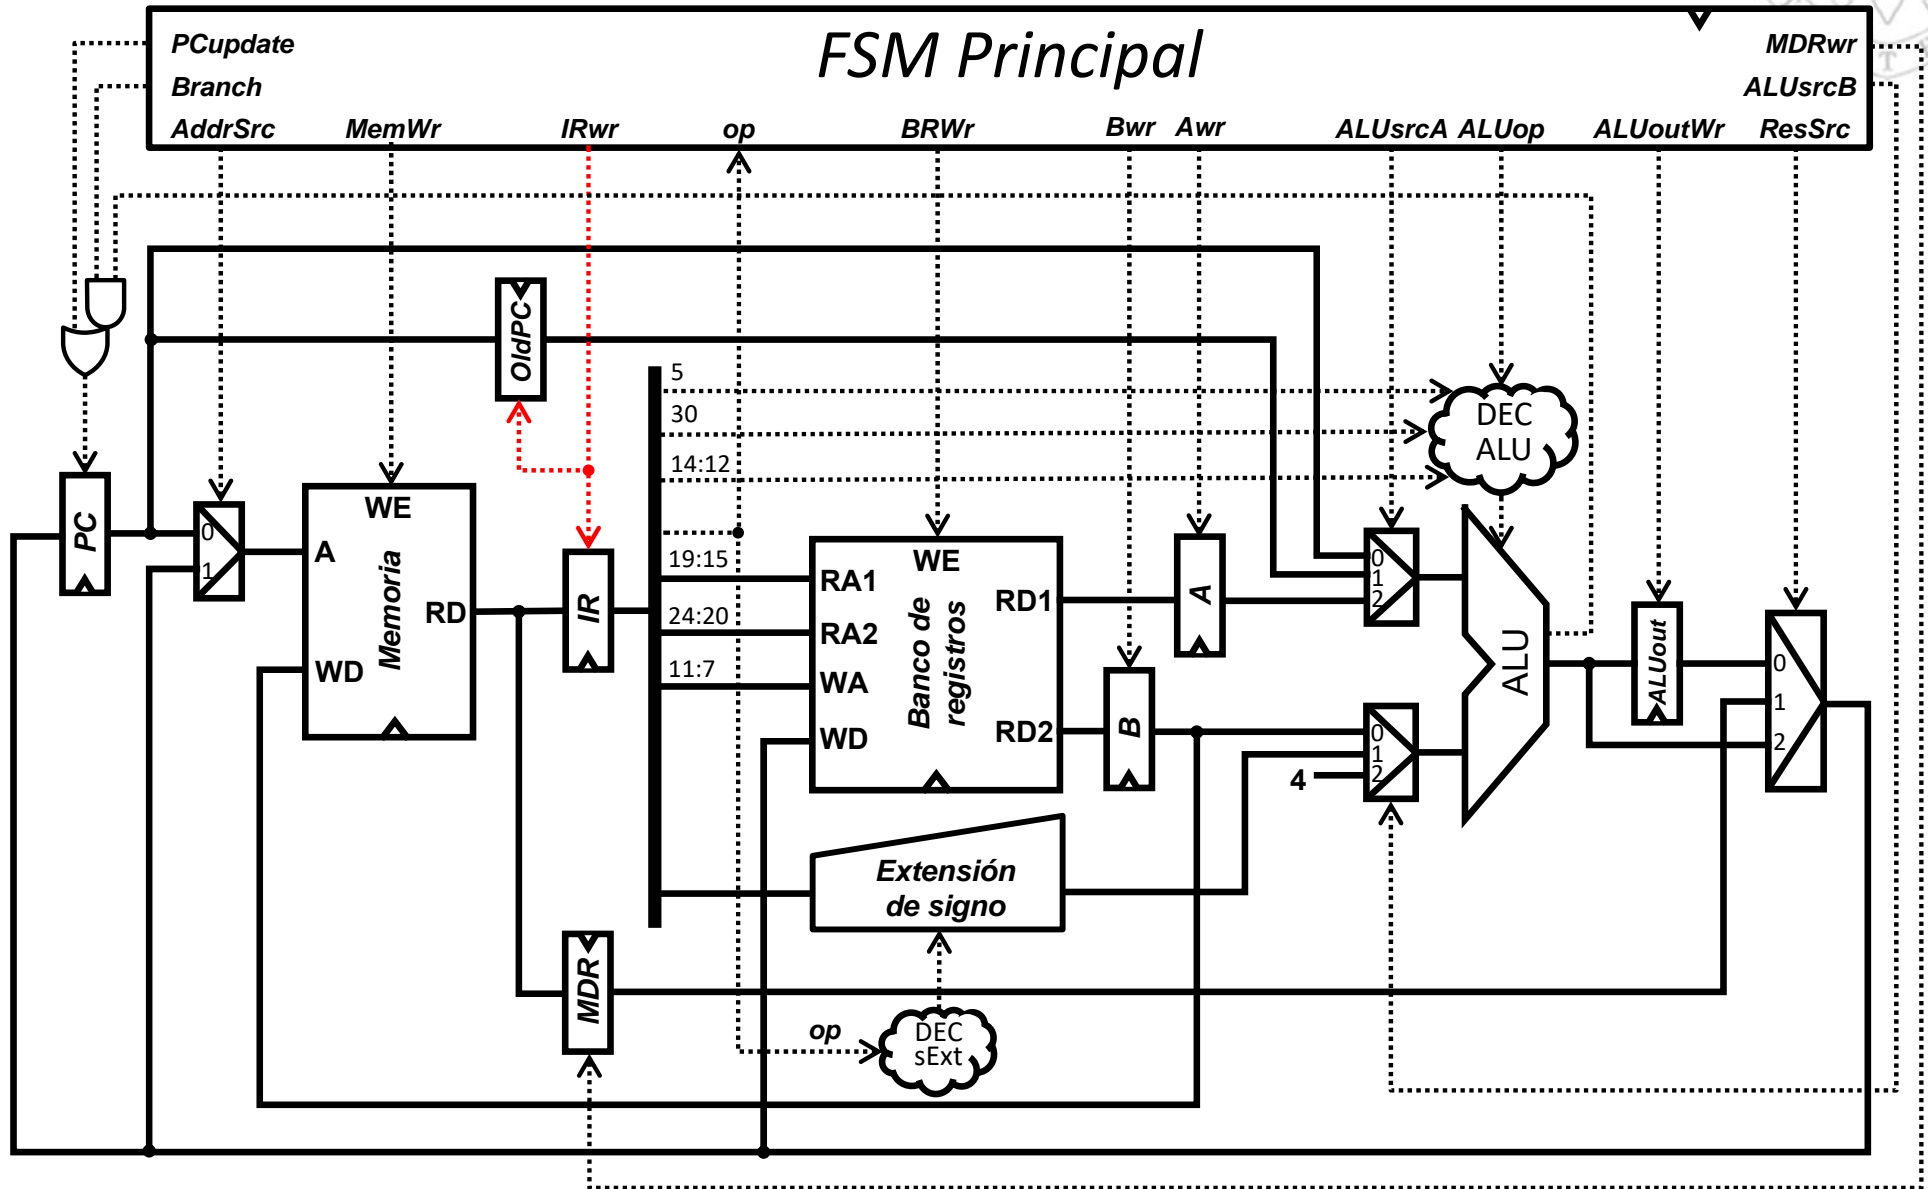 FSM Principal
PCupdate
MDRwr
Branch
ALUsrcB
AddrSrc
MemWr
IRwr
op
BRWr
Bwr
Awr
ALUsrcA
ALUop
ALUoutWr
ResSrc
OldPC
5
30
14:12
DEC
ALU
PC
0
1
WE
A
Memoria
RD
WD
IR
19:15
24:20
11:7
WE
RA1
RA2
WA
WD
Banco de
registros
RD1
RD2
A
B
0
1
2
0
1
2
4
ALU
ALUout
0
1
2
Extensión
de signo
MDR
op
DEC
sExt